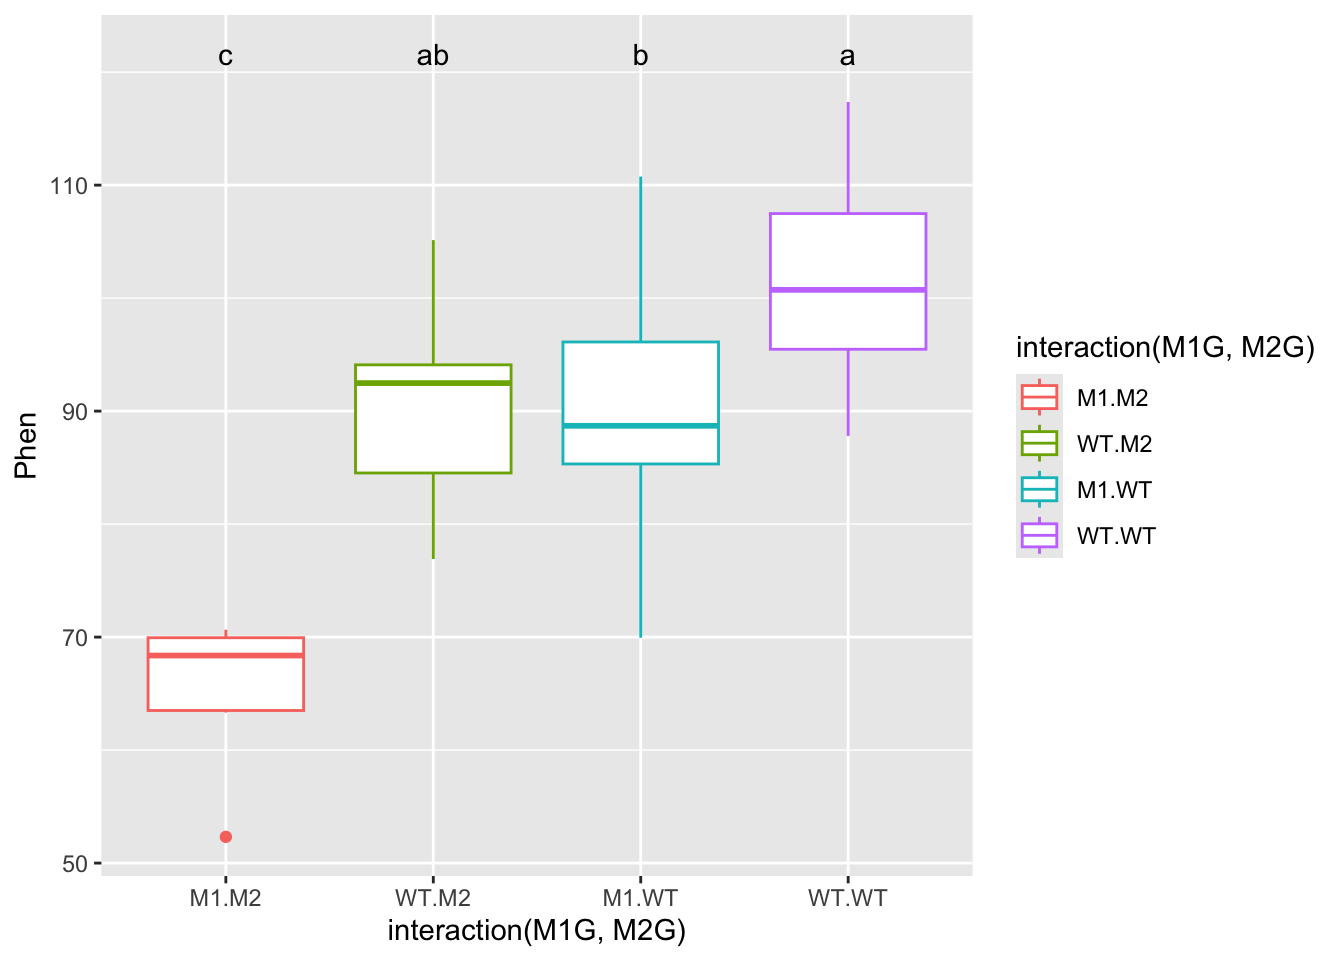 c ab b a
110
90
70
50
Phen
M1.M2 WT.M2 M1.WT WT.WT
interaction(M1G, M2G)
interaction(M1G, M2G)
M1.M2
WT.M2
M1.WT
WT.WT